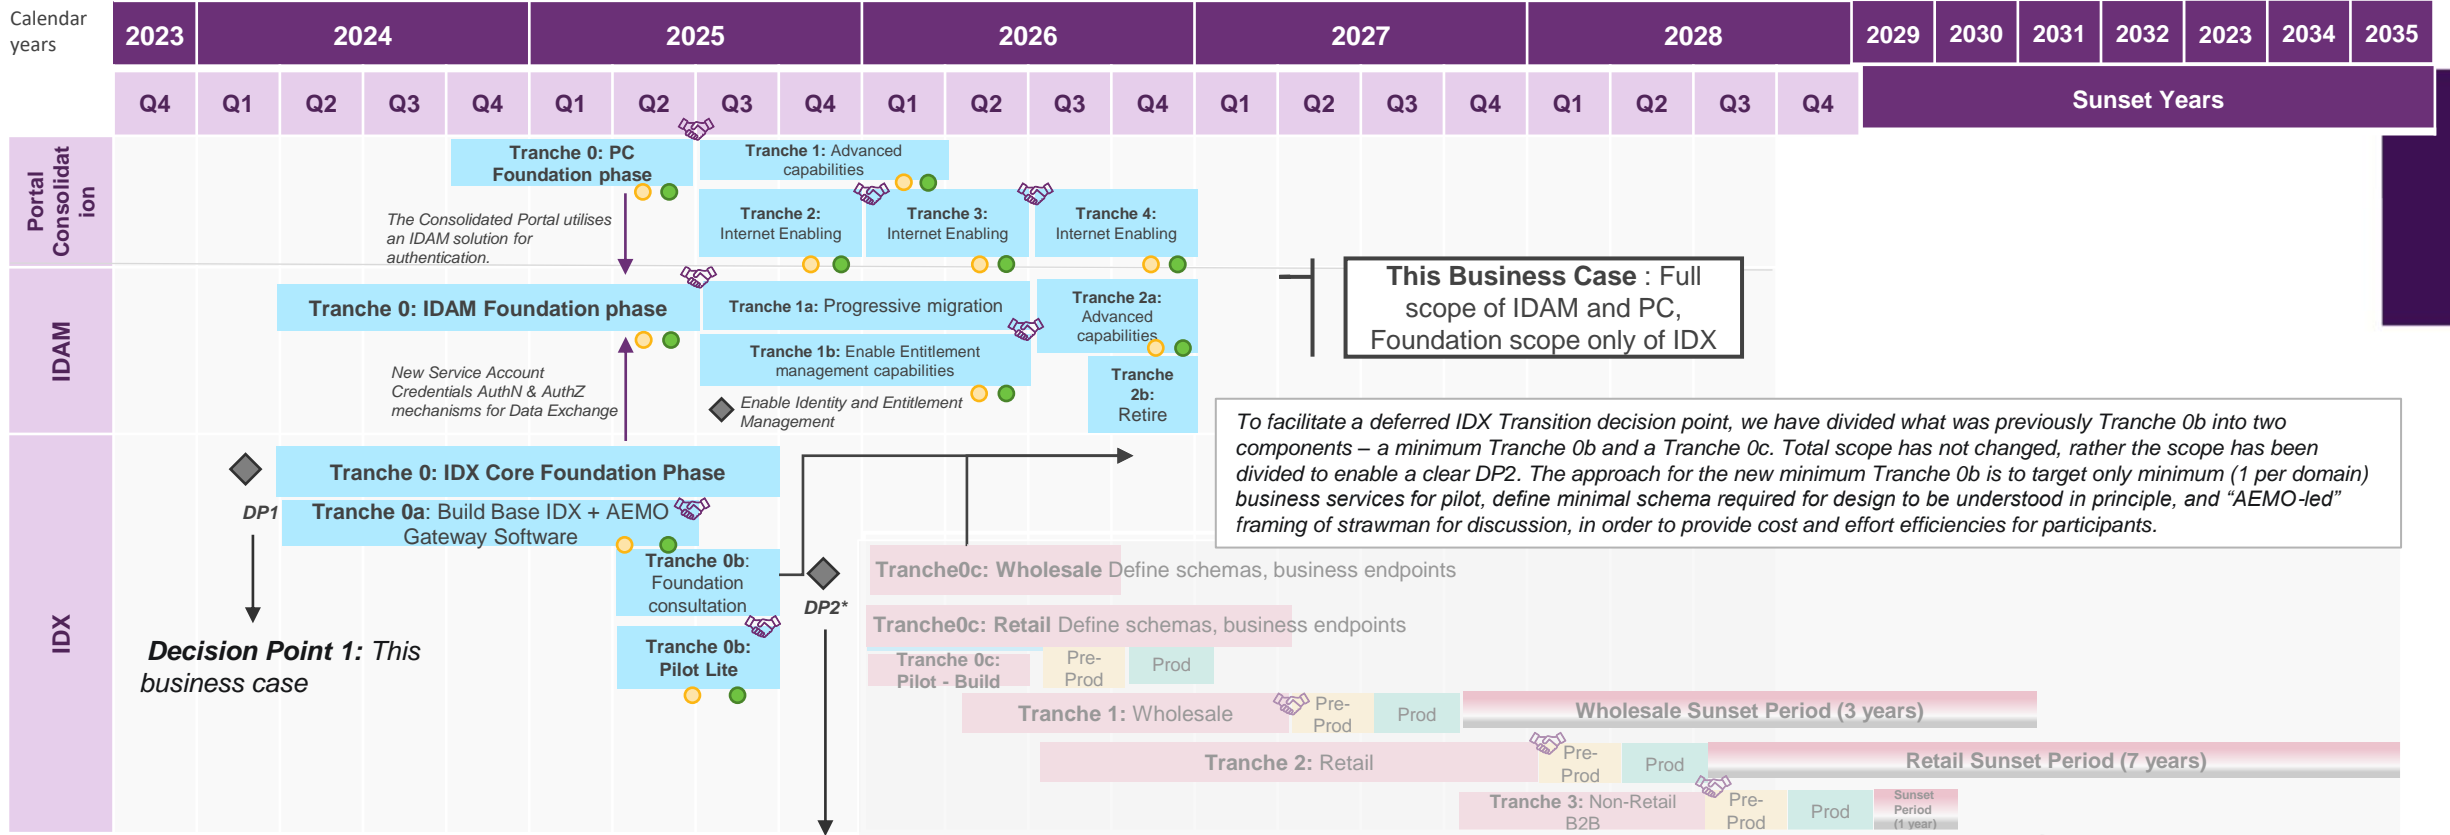 Calendar
years
2023
2024
2025
2026
2027
2028
2029
2030
2031
2032
2023
2034
2035
Q4
Q1
Q2
Q3
Q4
Q1
Q2
Q3
Q4
Q1
Q2
Q3
Q4
Q1
Q2
Q3
Q4
Q1
Q2
Q3
Q4
Sunset Years
Portal
Consolidat
ion
Tranche 0: PC
Foundation phase
Tranche 1: Advanced
capabilities
The Consolidated Portal utilises
an IDAM solution for
authentication.
Tranche 2:
Internet Enabling
Tranche 3:
Internet Enabling
Tranche 4:
Internet Enabling
IDAM
Tranche 0: IDAM Foundation phase
Tranche 1a: Progressive migration
Tranche 2a:
Advanced
capabilities
Tranche 1b: Enable Entitlement
management capabilities
Tranche
2b:
Retire
New Service Account
Credentials AuthN & AuthZ
mechanisms for Data Exchange
Enable Identity and Entitlement
Management
This Business Case : Full
scope of IDAM and PC,
Foundation scope only of IDX
To facilitate a deferred IDX Transition decision point, we have divided what was previously Tranche 0b into two
components – a minimum Tranche 0b and a Tranche 0c. Total scope has not changed, rather the scope has been
divided to enable a clear DP2. The approach for the new minimum Tranche 0b is to target only minimum (1 per domain)
business services for pilot, define minimal schema required for design to be understood in principle, and “AEMO-led”
framing of strawman for discussion, in order to provide cost and effort efficiencies for participants.
IDX
DP1
Decision Point 1: This
business case
Tranche 0: IDX Core Foundation Phase
Tranche 0a: Build Base IDX + AEMO
Gateway Software
Tranche 0b:
Foundation
consultation
Tranche 0b:
Pilot Lite
DP2*
Tranche0c: Wholesale Define schemas, business endpoints
Tranche0c: Retail Define schemas, business endpoints
Tranche 0c:
Pilot - Build
Pre-
Prod
Prod
Tranche 1: Wholesale
Pre-
Prod
Prod
Wholesale Sunset Period (3 years)
Tranche 2: Retail
Pre-
Prod
Prod
Retail Sunset Period (7 years)
Tranche 3: Non-Retail
B2B
Pre-
Prod
Prod
Sunset
Period
(1 year)